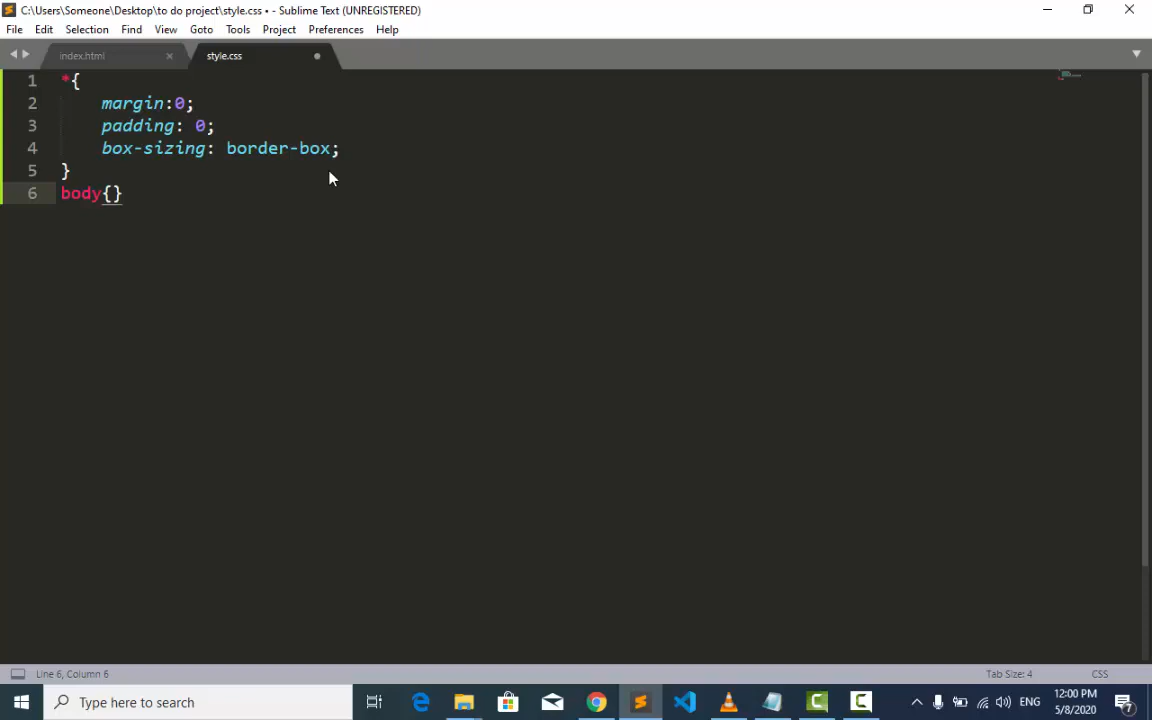 C:\Users\Someone\Desktop\to do project\style.css • - Sublime Text (UNREGISTERED)
File Edit Selection Find View Goto Tools Project Preferences Help
index.html style.css
1 *{
2 margin:0;
3 padding: 0;
4 box-sizing: border-box;
5 }
6 body{}
Line 6, Column 6 Tab Size: 4 CSS
Type here to search ENG 12:00 PM
5/8/2020 7